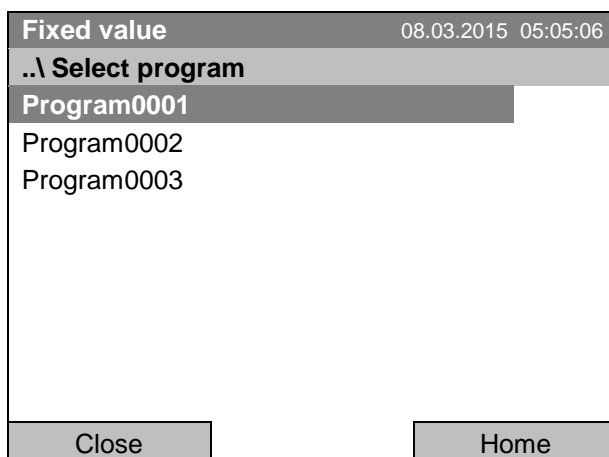 Fixed value 08.03.2015 05:05:06
..\ Select program
Program0001
Program0002
Program0003
Close Home